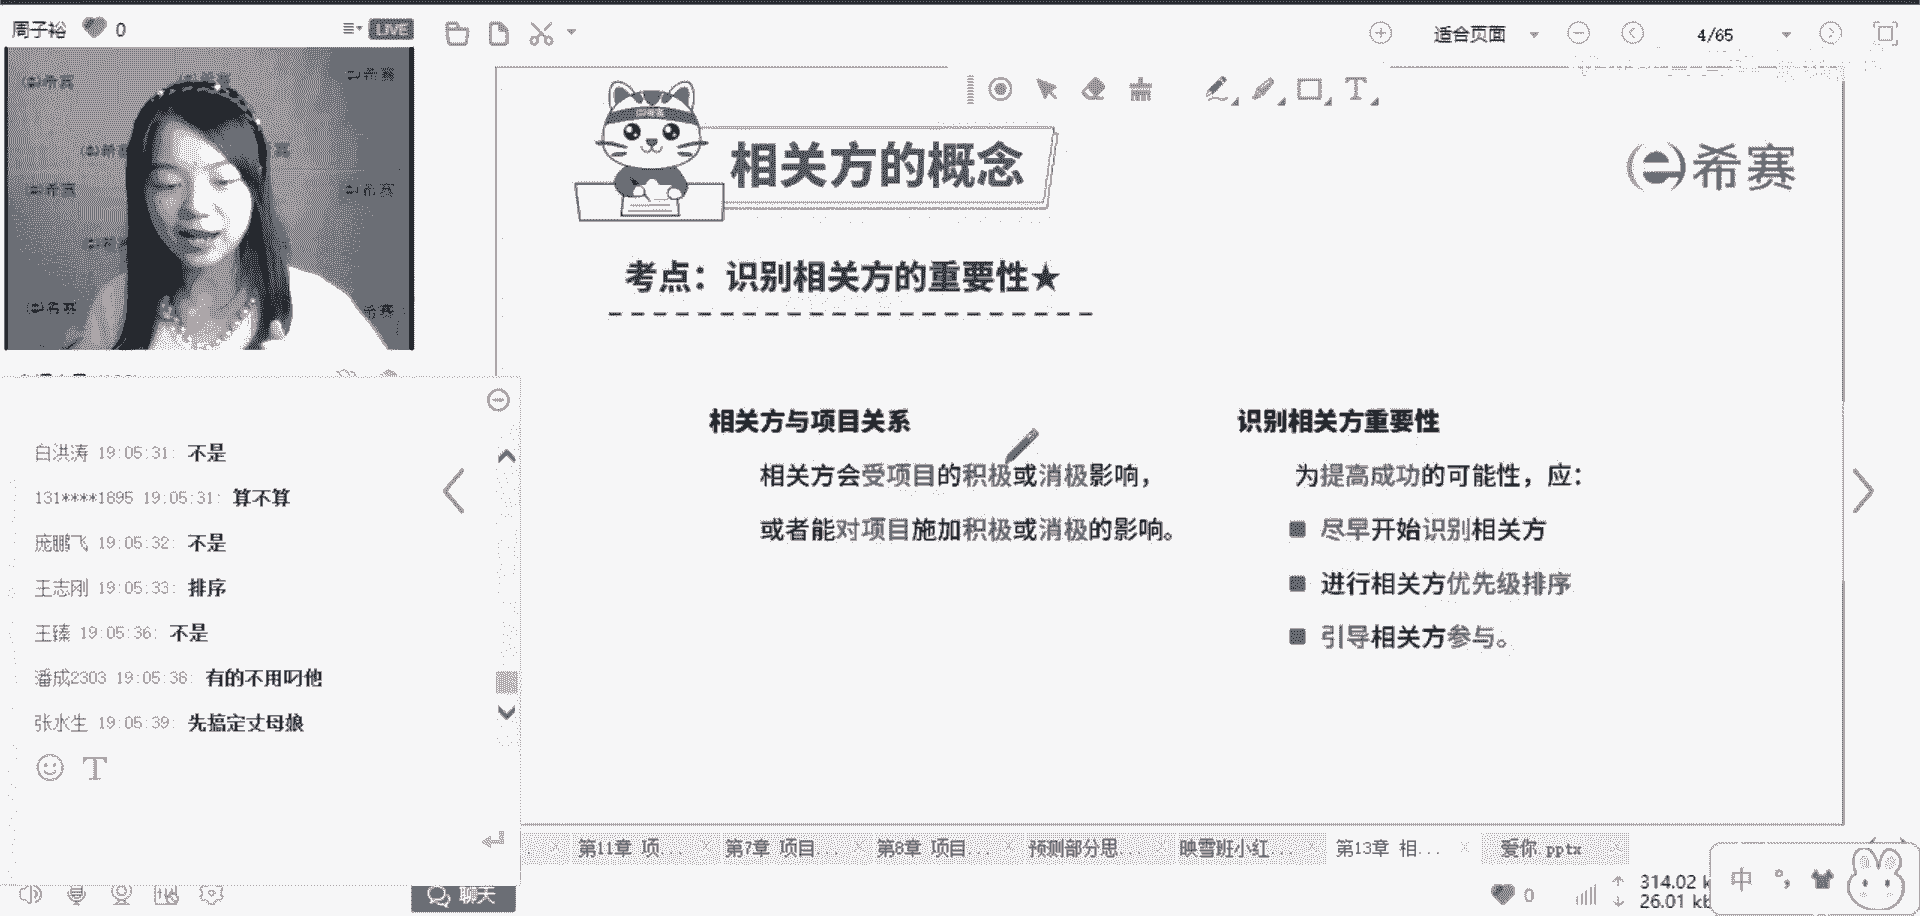 周子裕 0 LIVE
适合页面 4/65
希赛
相关方的概念
考点：识别相关方的重要性★
相关方与项目关系
相关方会受项目的积极或消极影响，
或者能对项目施加积极或消极的影响。
识别相关方重要性
为提高成功的可能性，应：
尽早开始识别相关方
进行相关方优先级排序
引导相关方参与。
白洪涛 19:05:31: 不是
131****1895 19:05:31: 算不算
庞鹏飞 19:05:32: 不是
王志刚 19:05:33: 排序
王臻 19:05:36: 不是
潘成2303 19:05:36: 有的不用叼他
张水生 19:05:39: 先搞定丈母娘
聊天
第11章 项... 第7章 项目... 第8章 项目... 预测部分思... 映雪班小红... 第13章 相... 爱你.pptx
0
314.02
26.01
中